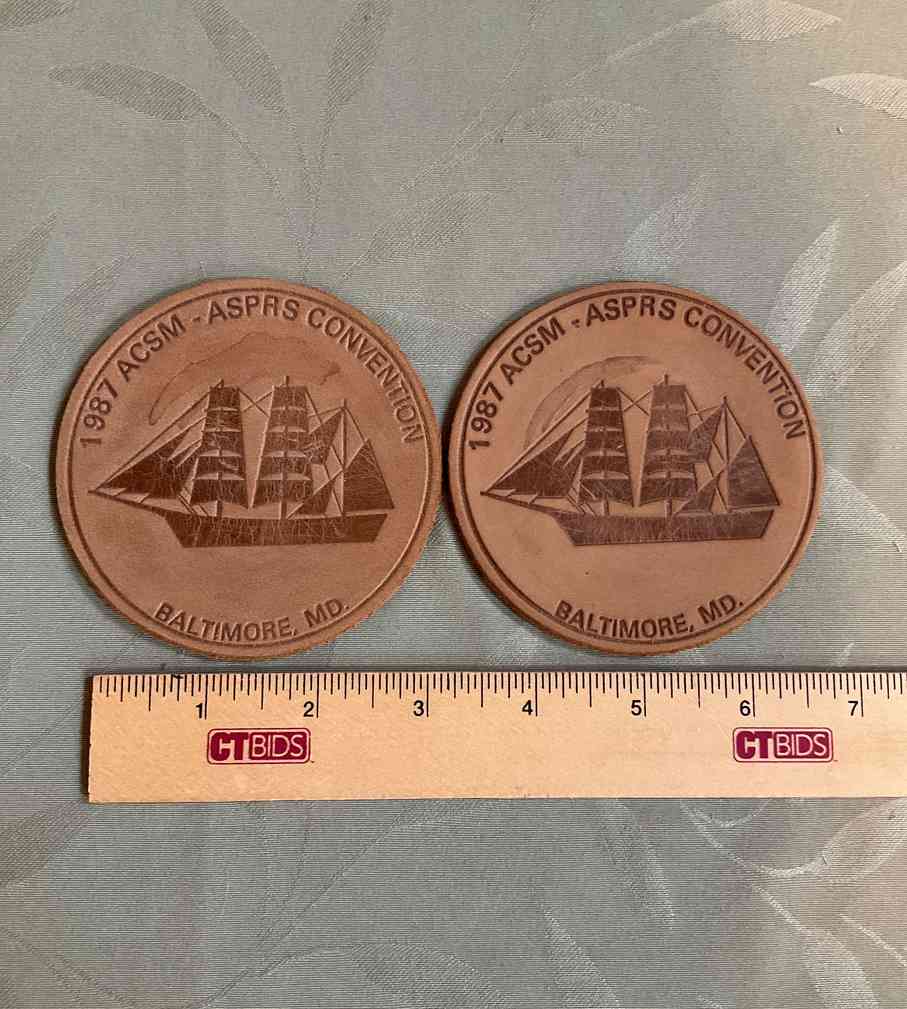 1987 ACSM - ASPRS CONVENTION
BALTIMORE, MD.
1987 ACSM - ASPRS CONVENTION
BALTIMORE, MD.
1 2 3 4 5 6 7
CTBIDS CTBIDS